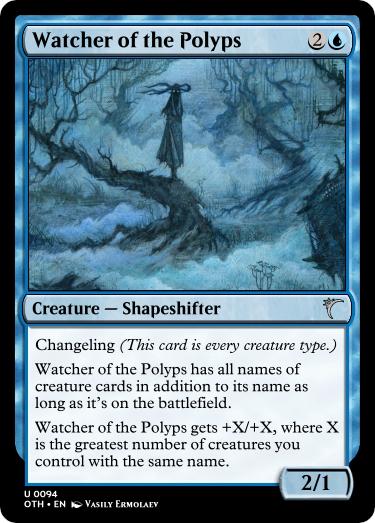 Watcher of the Polyps 2
Creature — Shapeshifter
Changeling (This card is every creature type.)
Watcher of the Polyps has all names of
creature cards in addition to its name as
long as it's on the battlefield.
Watcher of the Polyps gets +X/+X, where X
is the greatest number of creatures you
control with the same name.
2/1
U 0094
OTH • EN Vasily Ermolaev